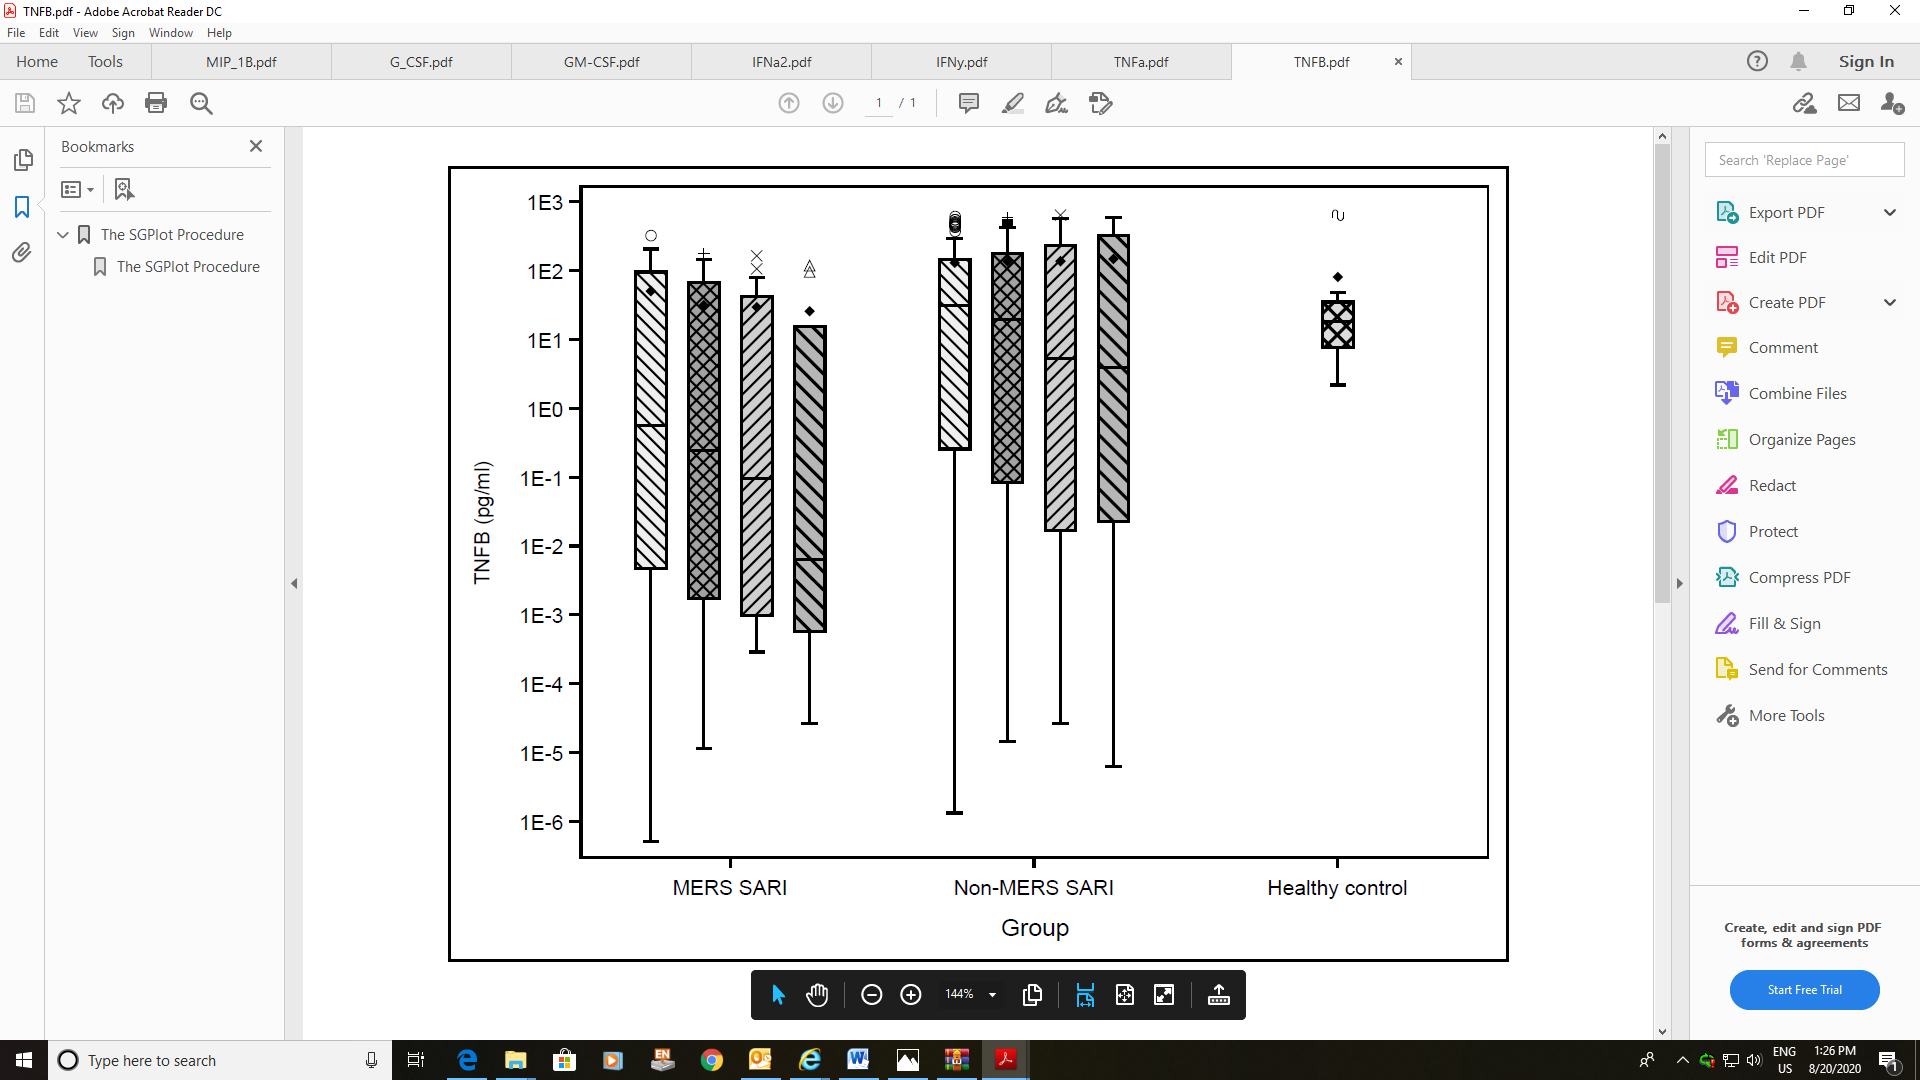 TNFB.pdf - Adobe Acrobat Reader DC
File Edit View Sign Window Help
Home Tools MIP_1B.pdf G_CSF.pdf GM-CSF.pdf IFNa2.pdf IFNy.pdf TNFa.pdf TNFB.pdf Sign In
1 / 1
Bookmarks
The SGPlot Procedure
The SGPlot Procedure
1E3
1E2
1E1
1E0
1E-1
1E-2
1E-3
1E-4
1E-5
1E-6
TNFB (pg/ml)
MERS SARI Non-MERS SARI Healthy control
Group
144%
Search 'Replace Page'
Export PDF
Edit PDF
Create PDF
Comment
Combine Files
Organize Pages
Redact
Protect
Compress PDF
Fill & Sign
Send for Comments
More Tools
Create, edit and sign PDF
forms & agreements
Start Free Trial
Type here to search
EN
ENG
US
1:26 PM
8/20/2020
1